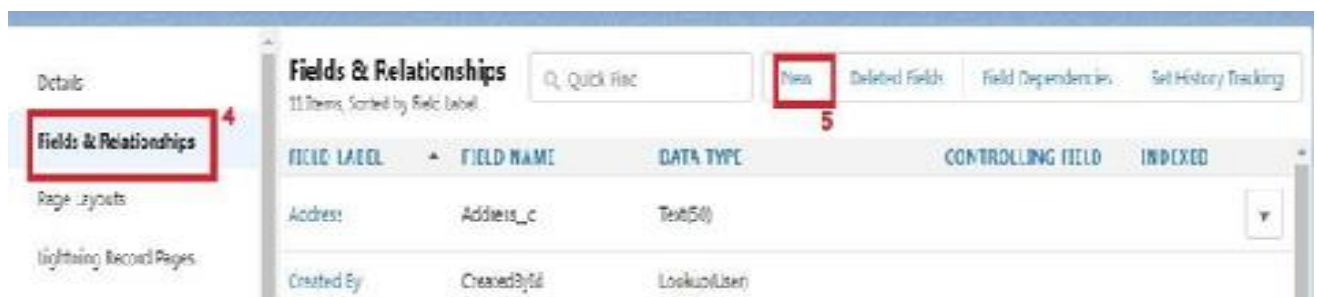 Details
Fields & Relationships
4
Page Layouts
Lightning Record Pages
Fields & Relationships
11 Items, Sorted by Field Label
Quick Find
New
Deleted Fields
Field Dependencies
Set History Tracking
5
FIELD LABEL
FIELD NAME
DATA TYPE
CONTROLLING FIELD
INDEXED
Address
Address_c
Text(50)
Created By
CreatedById
Lookup(User)